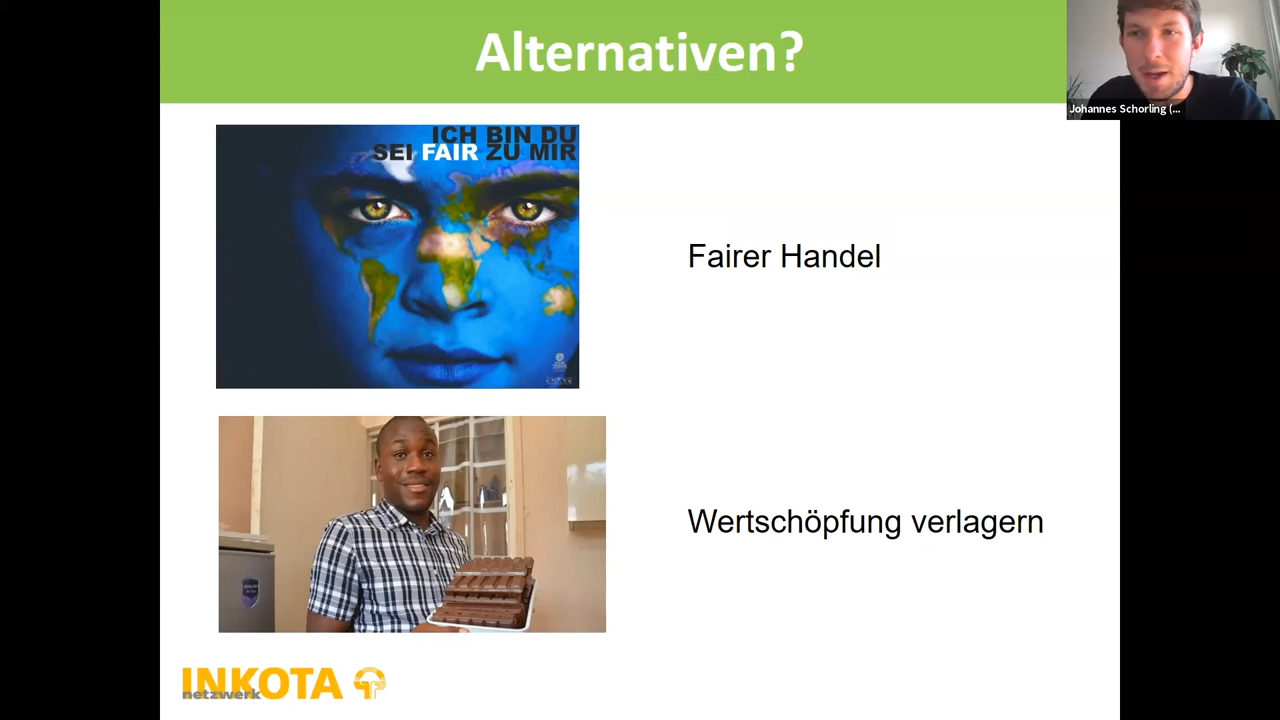 Alternativen?
Johannes Schorling (...
ICH BIN DU
SEI FAIR ZU MIR
Fairer Handel
Wertschöpfung verlagern
INKOTA
netzwerk